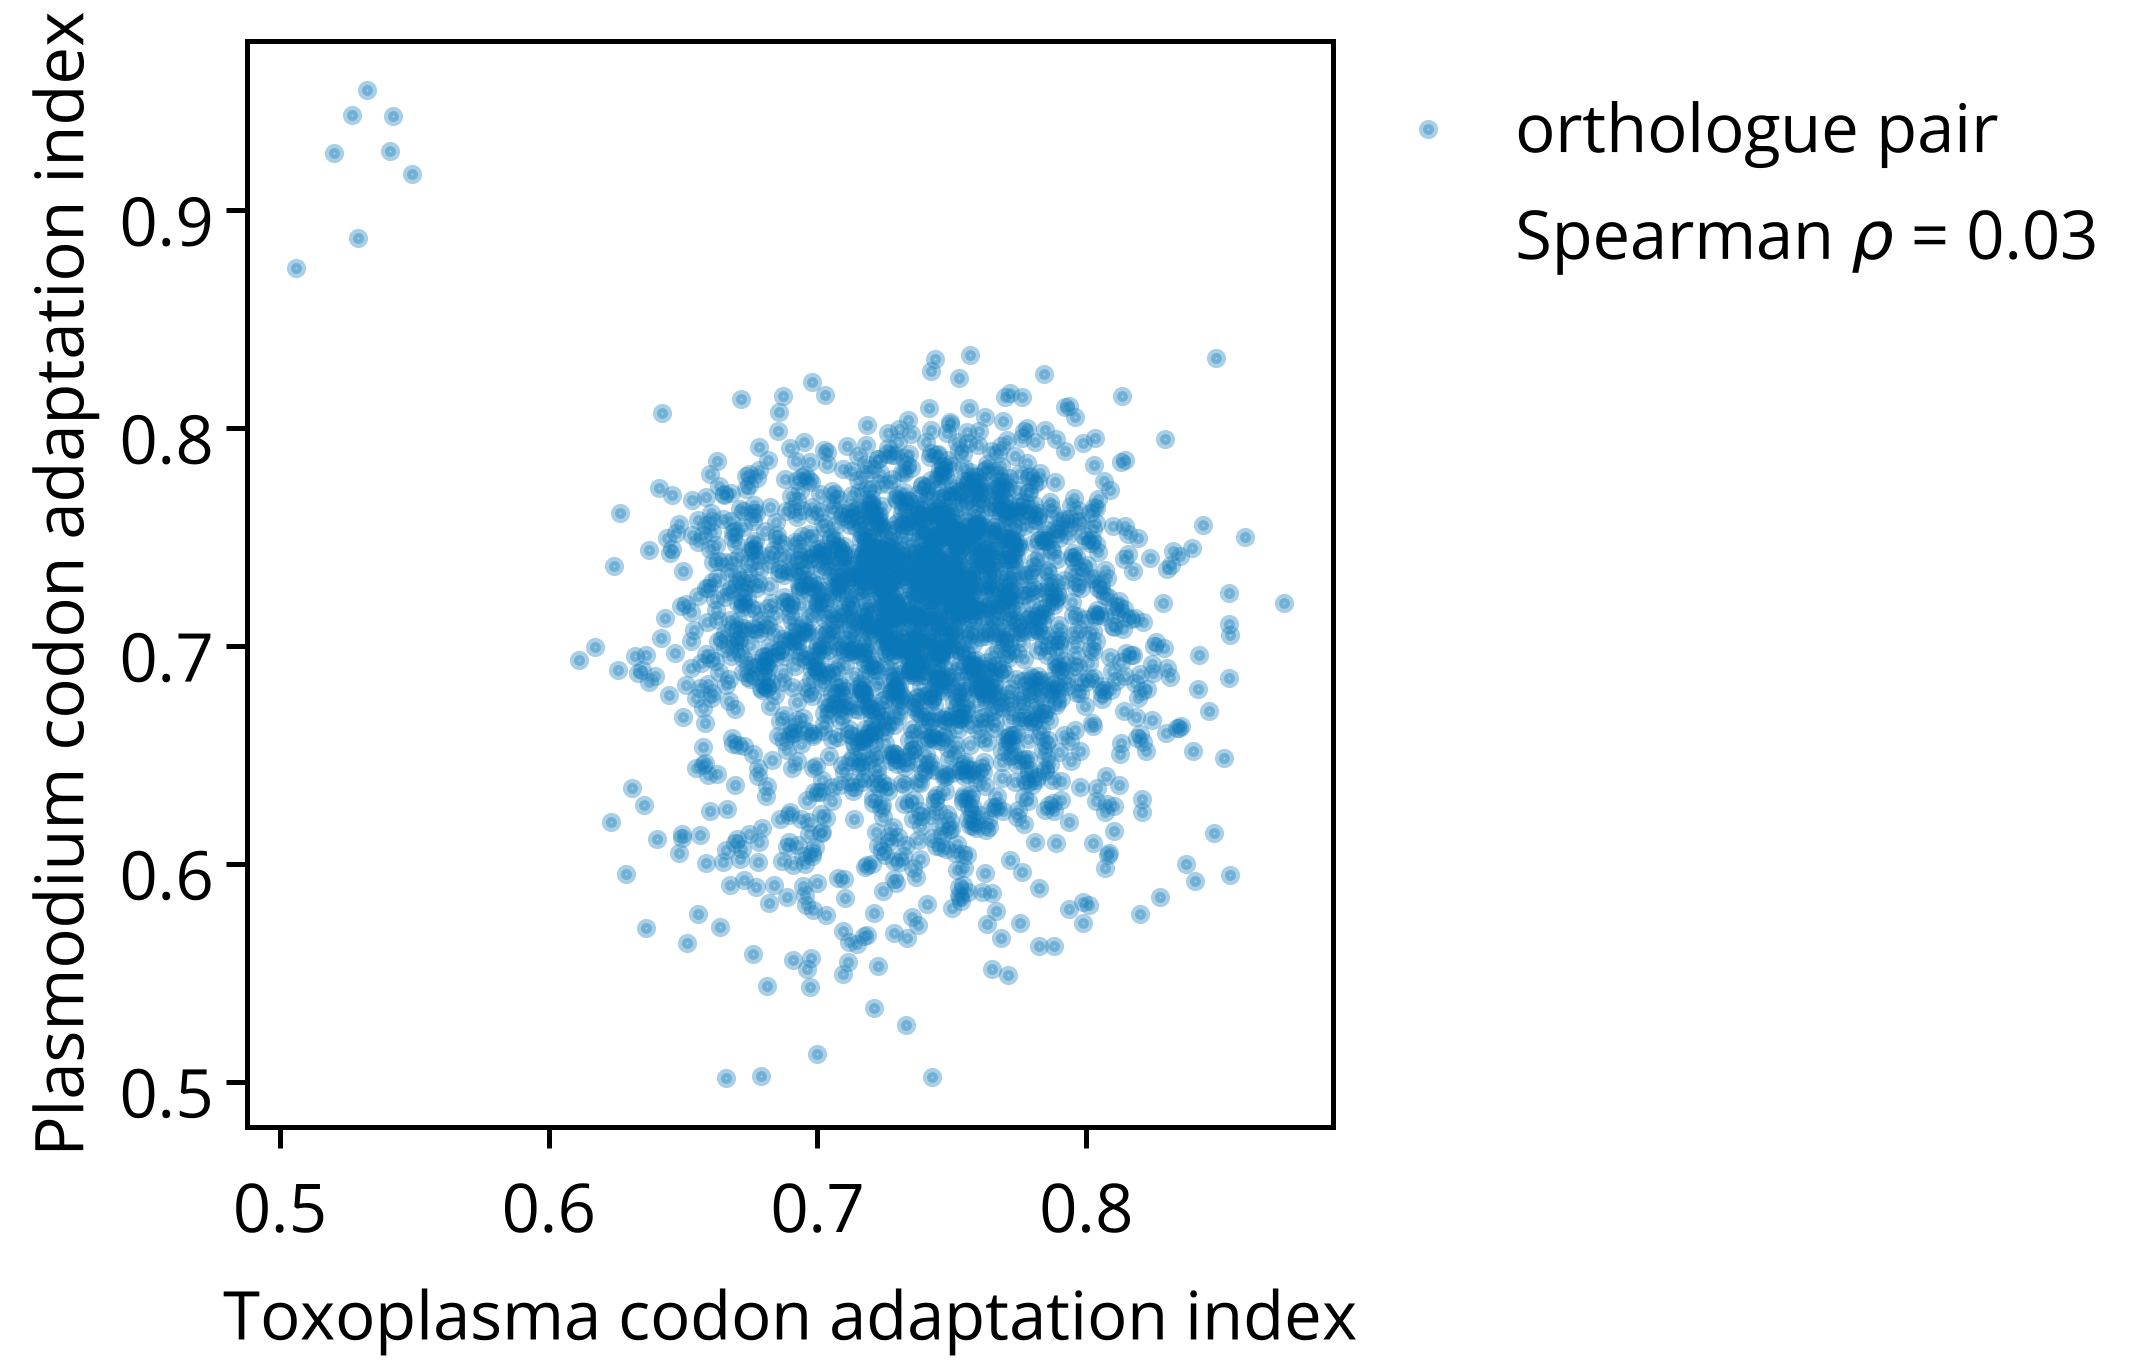 Plasmodium codon adaptation index
0.9
0.8
0.7
0.6
0.5
0.5 0.6 0.7 0.8
Toxoplasma codon adaptation index
orthologue pair
Spearman ρ = 0.03